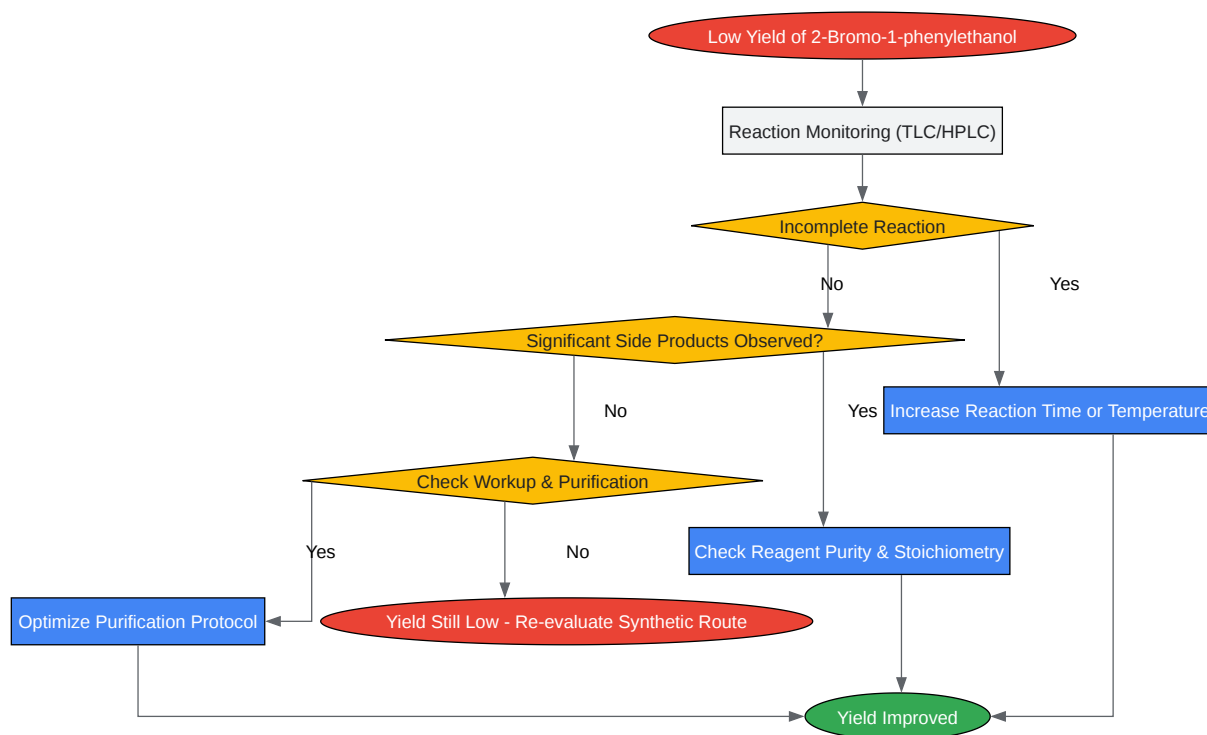 Low Yield of 2-Bromo-1-phenylethanol
Reaction Monitoring (TLC/HPLC)
Incomplete Reaction
No
Yes
Significant Side Products Observed?
No
Yes
Increase Reaction Time or Temperature
Check Workup & Purification
Yes
No
Check Reagent Purity & Stoichiometry
Optimize Purification Protocol
Yield Still Low - Re-evaluate Synthetic Route
Yield Improved